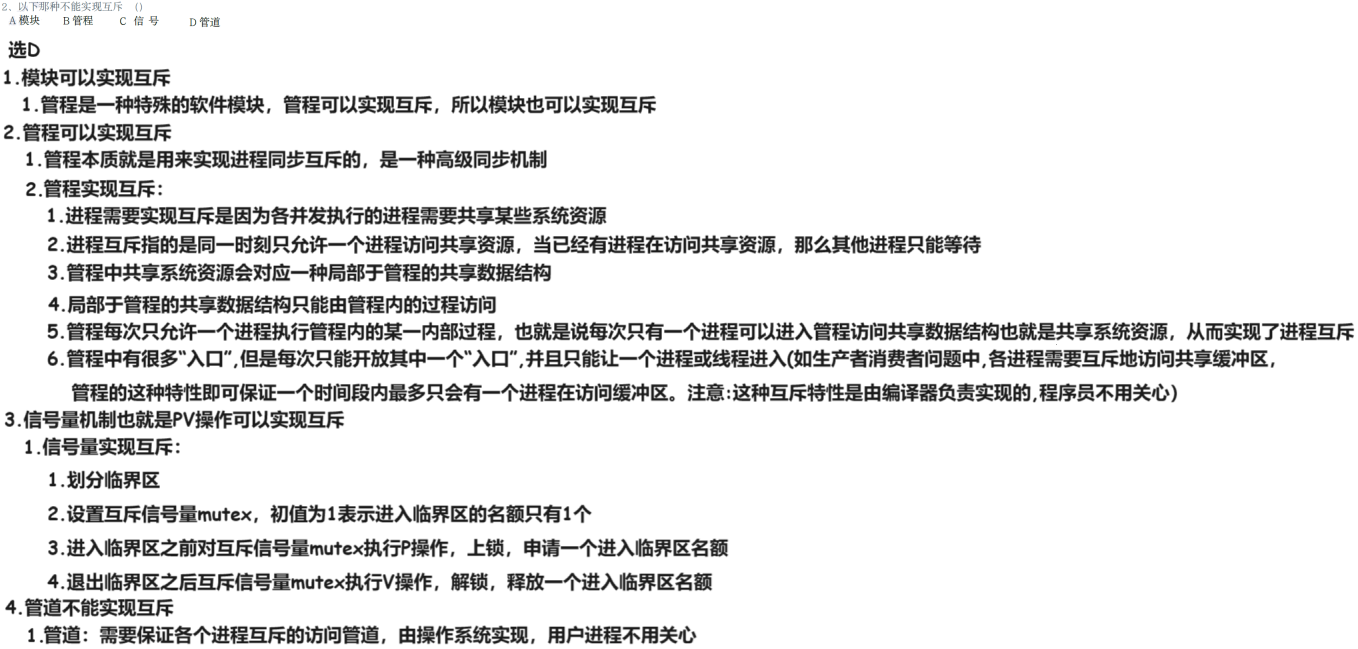 2、以下那种不能实现互斥 ()
A模块 B管程 C 信 号 D管道
选D
1.模块可以实现互斥
1.管程是一种特殊的软件模块，管程可以实现互斥，所以模块也可以实现互斥
2.管程可以实现互斥
1.管程本质就是用来实现进程同步互斥的，是一种高级同步机制
2.管程实现互斥：
1.进程需要实现互斥是因为各并发执行的进程需要共享某些系统资源
2.进程互斥指的是同一时刻只允许一个进程访问共享资源，当已经有进程在访问共享资源，那么其他进程只能等待
3.管程中共享系统资源会对应一种局部于管程的共享数据结构
4.局部于管程的共享数据结构只能由管程内的过程访问
5.管程每次只允许一个进程执行管程内的某一内部过程，也就是说每次只有一个进程可以进入管程访问共享数据结构也就是共享系统资源，从而实现了进程互斥
6.管程中有很多“入口”,但是每次只能开放其中一个“入口”,并且只能让一个进程或线程进入(如生产者消费者问题中,各进程需要互斥地访问共享缓冲区，
管程的这种特性即可保证一个时间段内最多只会有一个进程在访问缓冲区。注意:这种互斥特性是由编译器负责实现的,程序员不用关心)
3.信号量机制也就是PV操作可以实现互斥
1.信号量实现互斥：
1.划分临界区
2.设置互斥信号量mutex，初值为1表示进入临界区的名额只有1个
3.进入临界区之前对互斥信号量mutex执行P操作，上锁，申请一个进入临界区名额
4.退出临界区之后互斥信号量mutex执行V操作，解锁，释放一个进入临界区名额
4.管道不能实现互斥
1.管道：需要保证各个进程互斥的访问管道，由操作系统实现，用户进程不用关心